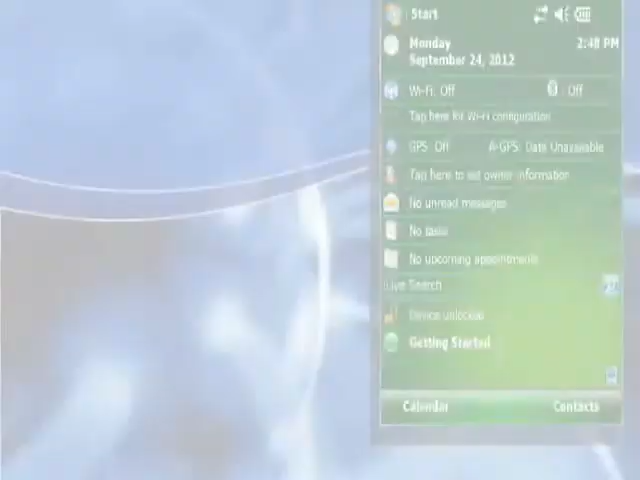 Start
Monday
2:48 PM
September 24, 2012
Wi-Fi: Off
Off
Tap here for Wi-Fi configuration
GPS: Off
A-GPS: Data Unavailable
Tap here to set owner information
No unread messages
No tasks
No upcoming appointments
Live Search
Device unlocked
Getting Started
Calendar
Contacts